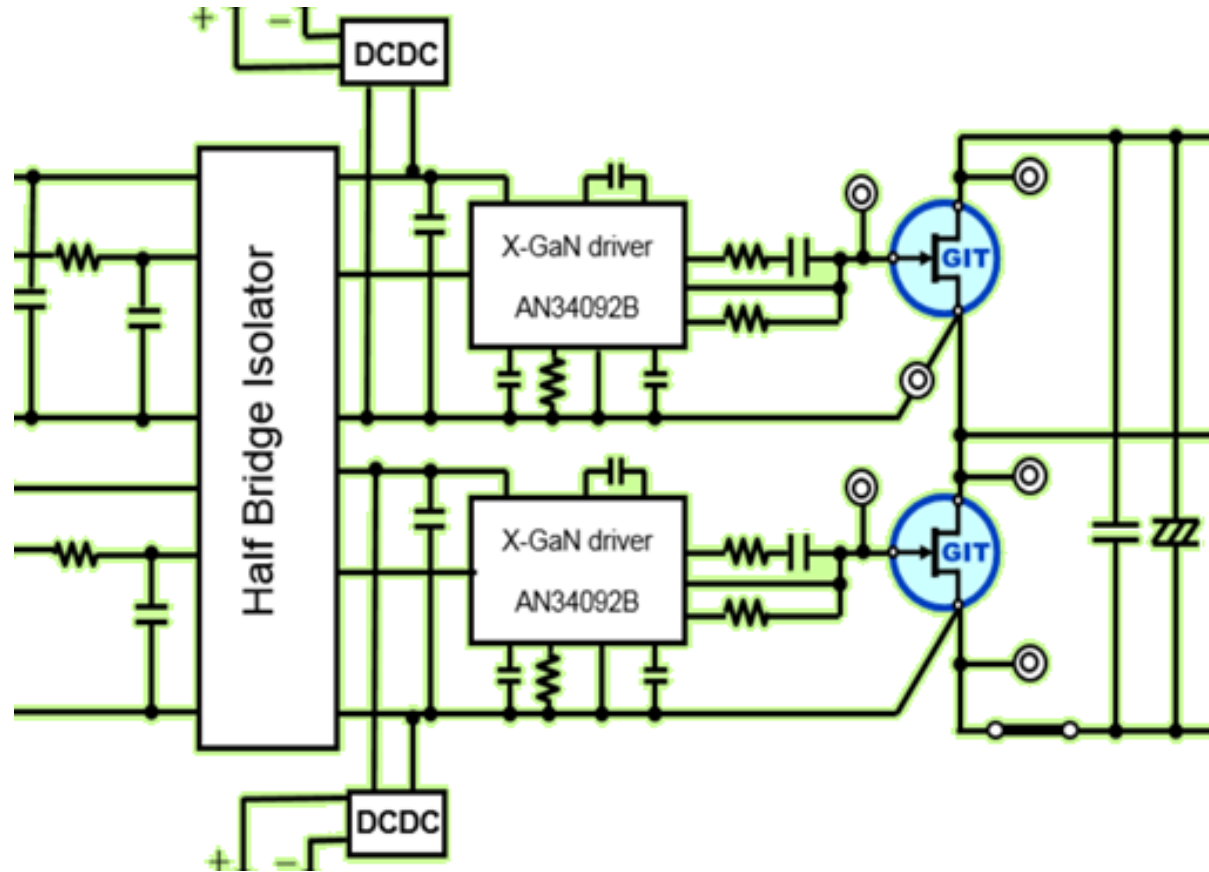 + −
DCDC
Half Bridge Isolator
X-GaN driver
AN34092B
GIT
X-GaN driver
AN34092B
GIT
DCDC
+ −